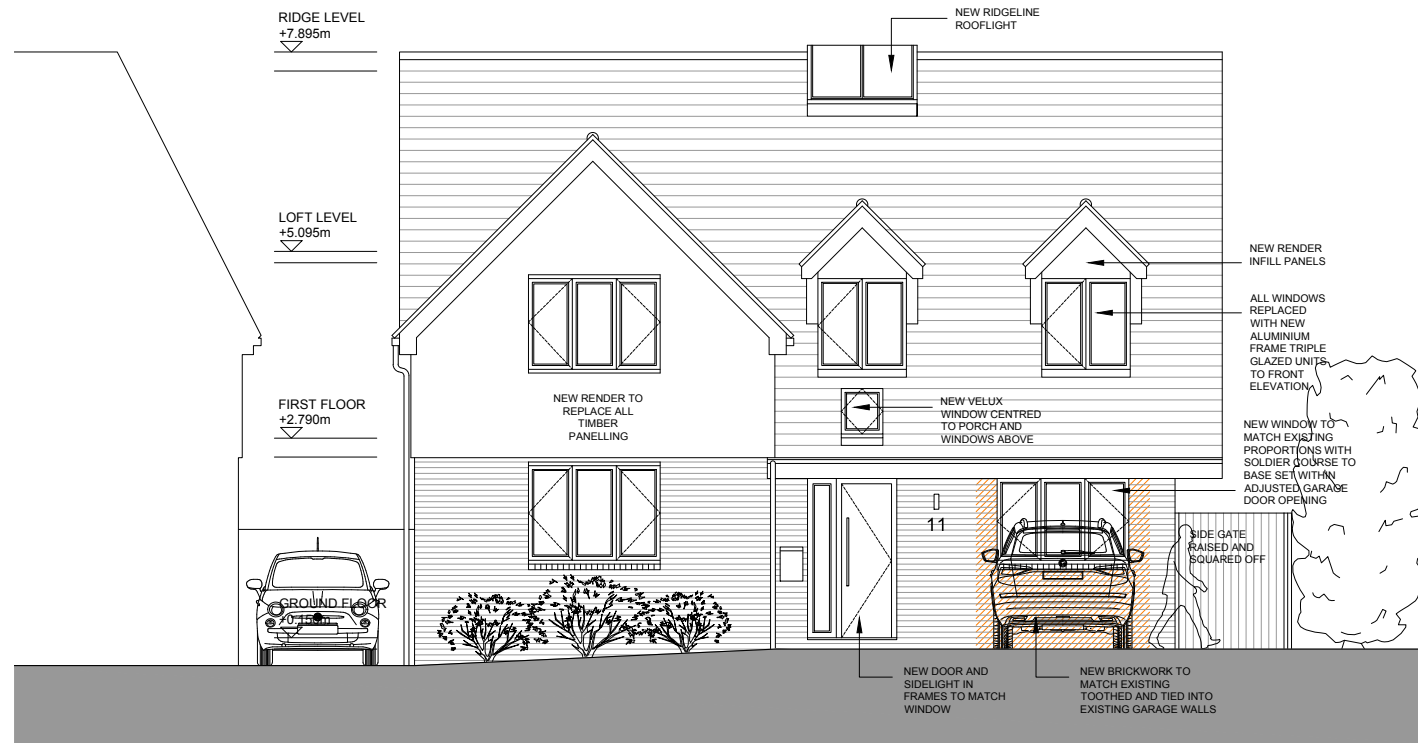 RIDGE LEVEL
+7.895m
NEW RIDGELINE
ROOFLIGHT
LOFT LEVEL
+5.095m
NEW RENDER
INFILL PANELS
ALL WINDOWS
REPLACED
WITH NEW
ALUMINIUM
FRAME TRIPLE
GLAZED UNITS
TO FRONT
ELEVATION
FIRST FLOOR
+2.790m
NEW RENDER TO
REPLACE ALL
TIMBER
PANELLING
NEW VELUX
WINDOW CENTRED
TO PORCH AND
WINDOWS ABOVE
NEW WINDOW TO
MATCH EXISTING
PROPORTIONS WITH
SOLDIER COURSE TO
BASE SET WITHIN
ADJUSTED GARAGE
DOOR OPENING
11
SIDE GATE
RAISED AND
SQUARED OFF
GROUND FLOOR
NEW DOOR AND
SIDELIGHT IN
FRAMES TO MATCH
WINDOW
NEW BRICKWORK TO
MATCH EXISTING
TOOTHED AND TIED INTO
EXISTING GARAGE WALLS